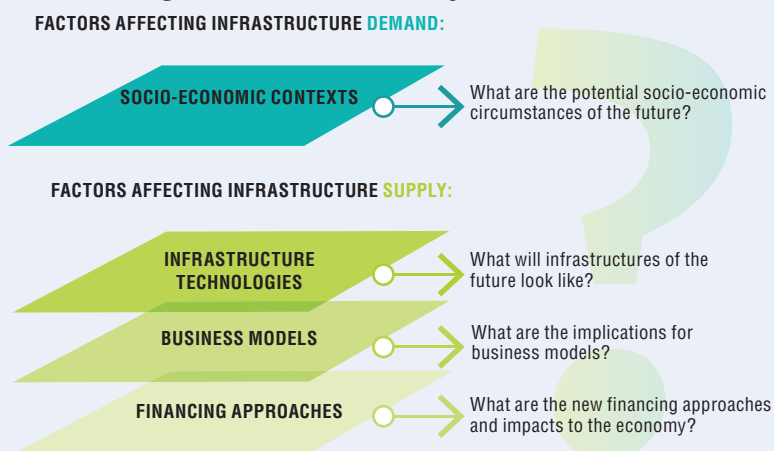 FACTORS AFFECTING INFRASTRUCTURE DEMAND:
SOCIO-ECONOMIC CONTEXTS
What are the potential socio-economic
circumstances of the future?
FACTORS AFFECTING INFRASTRUCTURE SUPPLY:
INFRASTRUCTURE
TECHNOLOGIES
What will infrastructures of the
future look like?
BUSINESS MODELS
What are the implications for
business models?
FINANCING APPROACHES
What are the new financing approaches
and impacts to the economy?